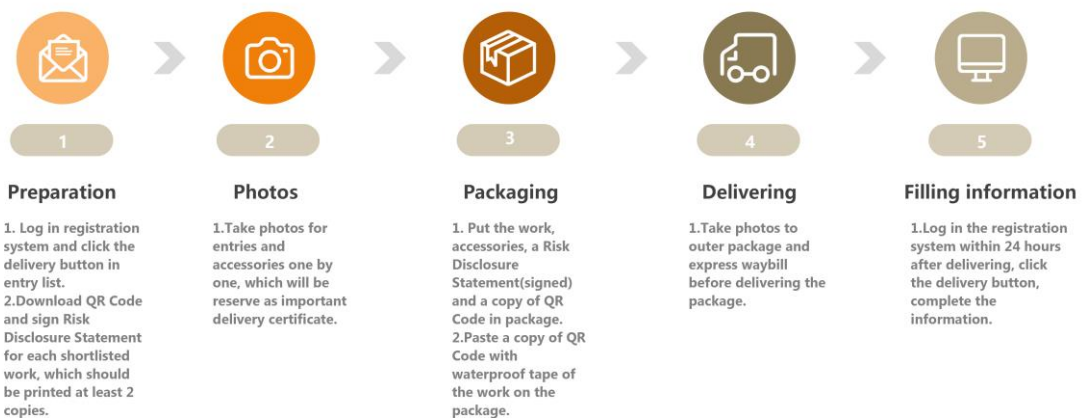 1
2
3
4
5
Preparation
Photos
Packaging
Delivering
Filling information
1. Log in registration
system and click the
delivery button in
entry list.
2.Download QR Code
and sign Risk
Disclosure Statement
for each shortlisted
work, which should
be printed at least 2
copies.
1.Take photos for
entries and
accessories one by
one, which will be
reserve as important
delivery certificate.
1. Put the work,
accessories, a Risk
Disclosure
Statement(signed)
and a copy of QR
Code in package.
2.Paste a copy of QR
Code with
waterproof tape of
the work on the
package.
1.Take photos to
outer package and
express waybill
before delivering the
package.
1.Log in the registration
system within 24 hours
after delivering, click
the delivery button,
complete the
information.